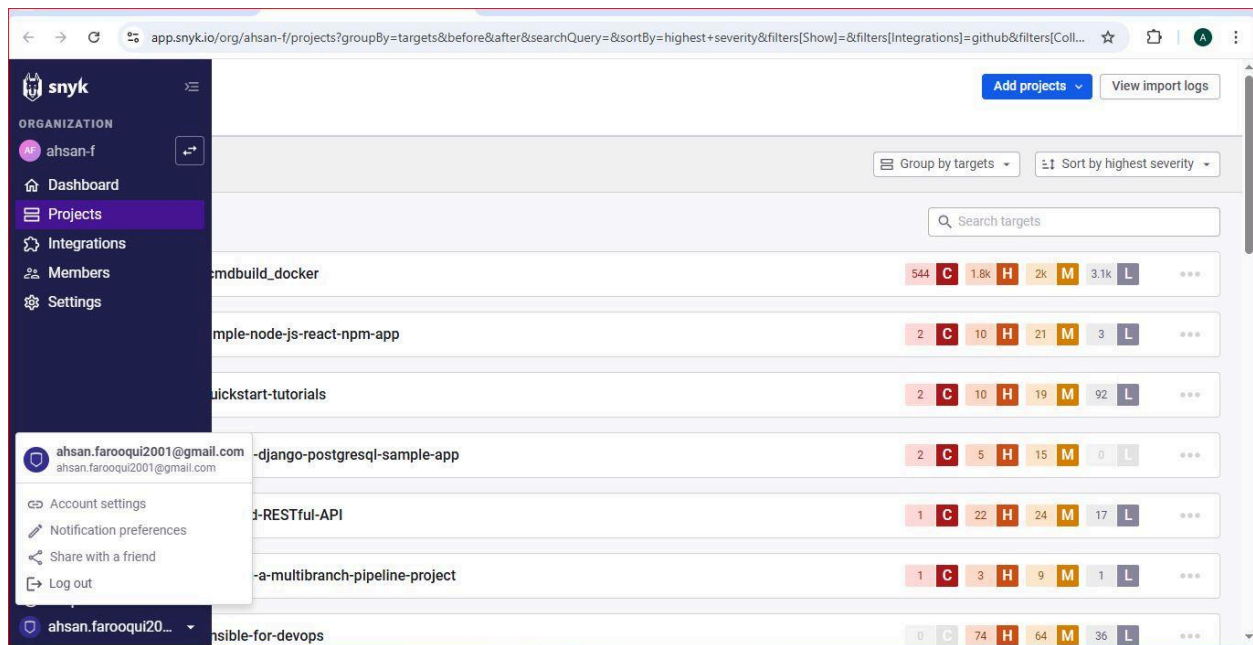 app.snyk.io/org/ahsan-f/projects?groupBy=targets&before&after&searchQuery=&sortBy=highest+severity&filters[Show]=&filters[Integrations]=github&filters[Coll...
A
snyk
Add projects
View import logs
ORGANIZATION
AF ahsan-f
Group by targets
Sort by highest severity
Dashboard
Projects
Search targets
Integrations
Members
Settings
cmdbuild_docker 544 C 1.8k H 2k M 3.1k L
mple-node-js-react-npm-app 2 C 10 H 21 M 3 L
uickstart-tutorials 2 C 10 H 19 M 92 L
-django-postgresql-sample-app 2 C 5 H 15 M 0 L
d-RESTful-API 1 C 22 H 24 M 17 L
-a-multibranch-pipeline-project 1 C 3 H 9 M 1 L
nsible-for-devops 0 C 74 H 64 M 36 L
ahsan.farooqui2001@gmail.com
ahsan.farooqui2001@gmail.com
Account settings
Notification preferences
Share with a friend
Log out
ahsan.farooqui20...